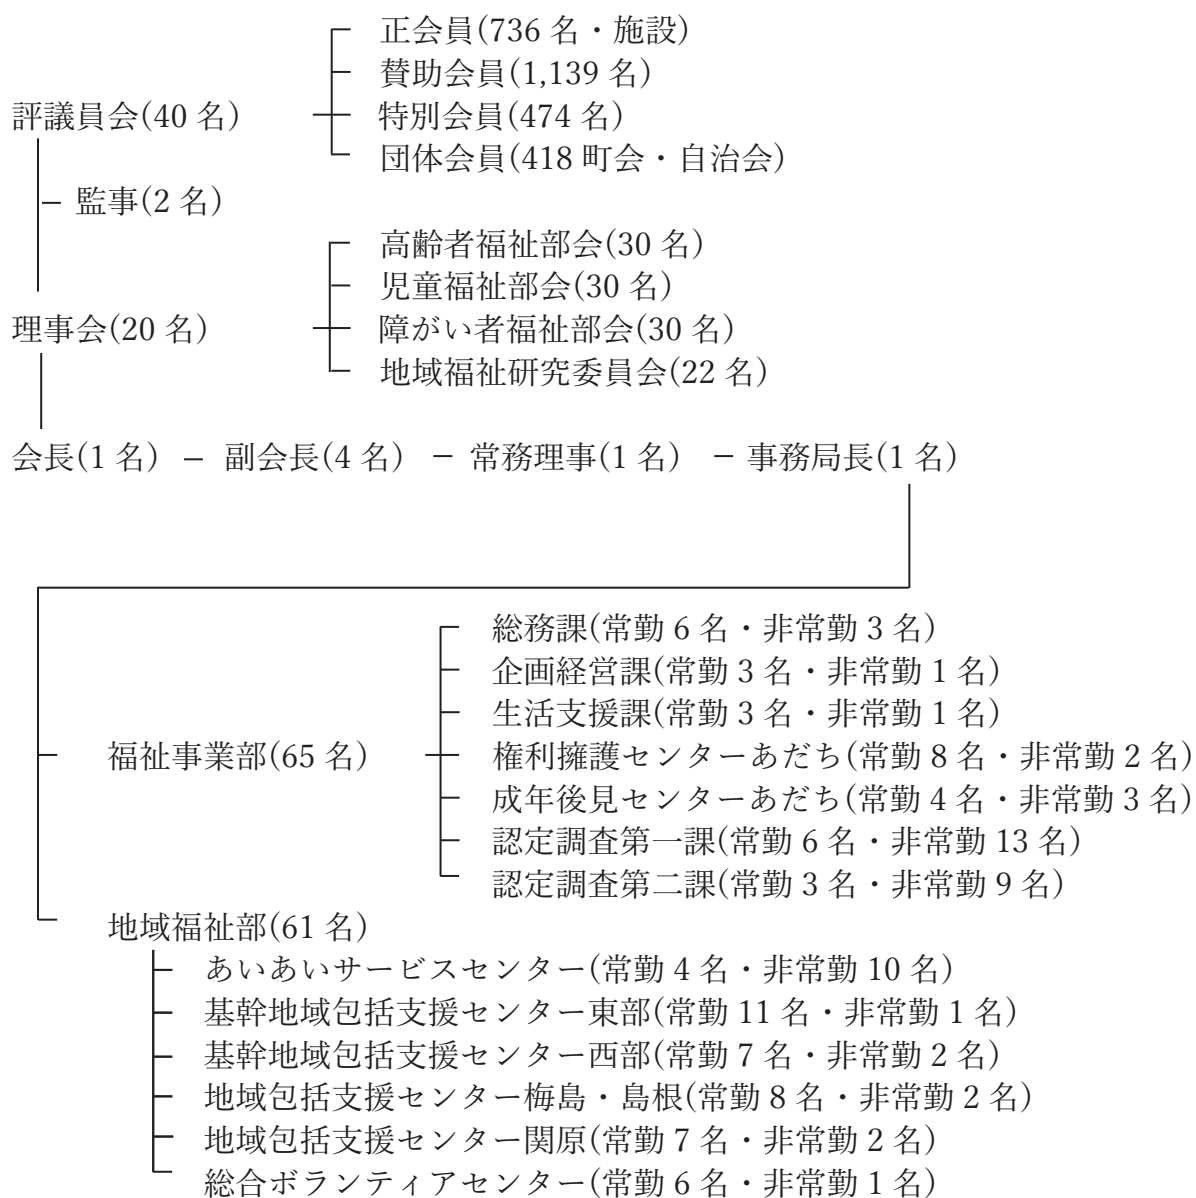 正会員(736 名・施設)
賛助会員(1,139 名)
評議員会(40 名) 特別会員(474 名)
団体会員(418 町会・自治会)
監事(2 名)
高齢者福祉部会(30 名)
児童福祉部会(30 名)
理事会(20 名) 障がい者福祉部会(30 名)
地域福祉研究委員会(22 名)
会長(1 名) − 副会長(4 名) − 常務理事(1 名) − 事務局長(1 名)
総務課(常勤 6 名・非常勤 3 名)
企画経営課(常勤 3 名・非常勤 1 名)
生活支援課(常勤 3 名・非常勤 1 名)
福祉事業部(65 名) 権利擁護センターあだち(常勤 8 名・非常勤 2 名)
成年後見センターあだち(常勤 4 名・非常勤 3 名)
認定調査第一課(常勤 6 名・非常勤 13 名)
認定調査第二課(常勤 3 名・非常勤 9 名)
地域福祉部(61 名)
あいあいサービスセンター(常勤 4 名・非常勤 10 名)
基幹地域包括支援センター東部(常勤 11 名・非常勤 1 名)
基幹地域包括支援センター西部(常勤 7 名・非常勤 2 名)
地域包括支援センター梅島・島根(常勤 8 名・非常勤 2 名)
地域包括支援センター関原(常勤 7 名・非常勤 2 名)
総合ボランティアセンター(常勤 6 名・非常勤 1 名)